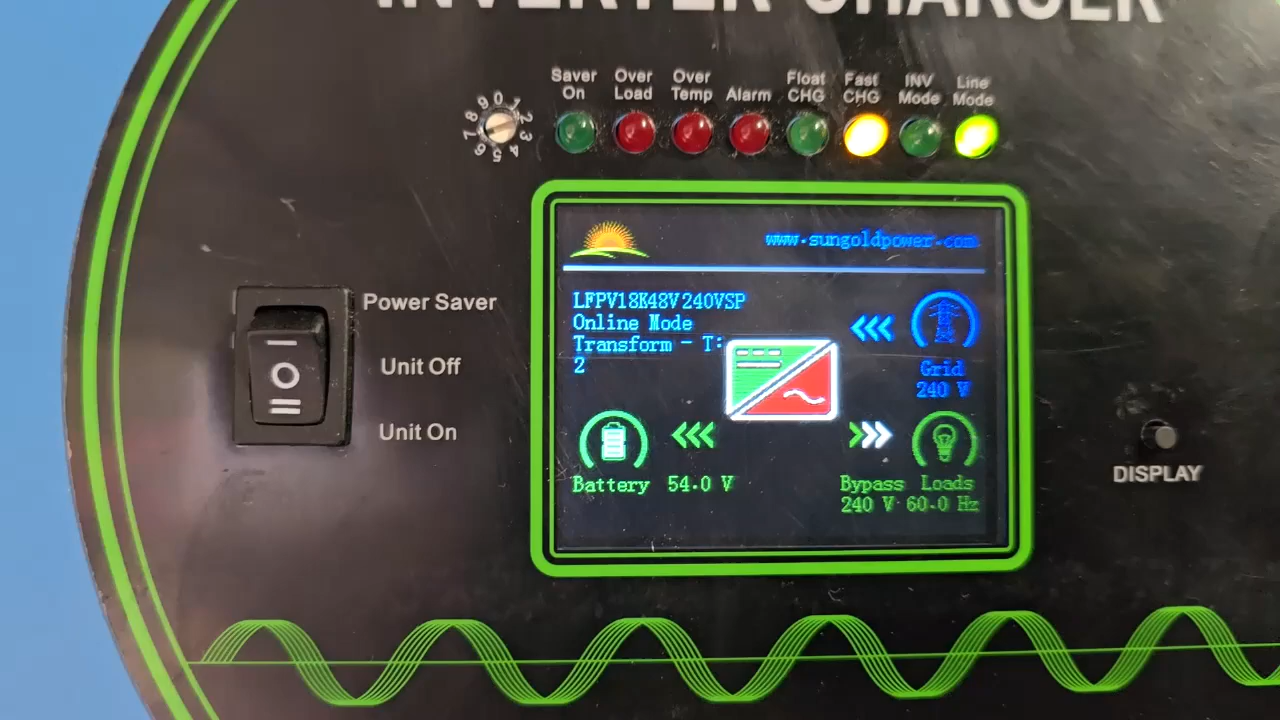 INVERTER CHARGER
Saver On
Over Load
Over Temp
Alarm
Float CHG
Fast CHG
INV Mode
Line Mode
0 1 2 3 4 5 6 7 8 9
www.sungoldpower.com
LFPV18K48V240VSP
Online Mode
Transform - T:
2
Grid
240 V
Battery 54.0 V
Bypass Loads
240 V 60.0 Hz
Power Saver
Unit Off
Unit On
I
O
II
DISPLAY